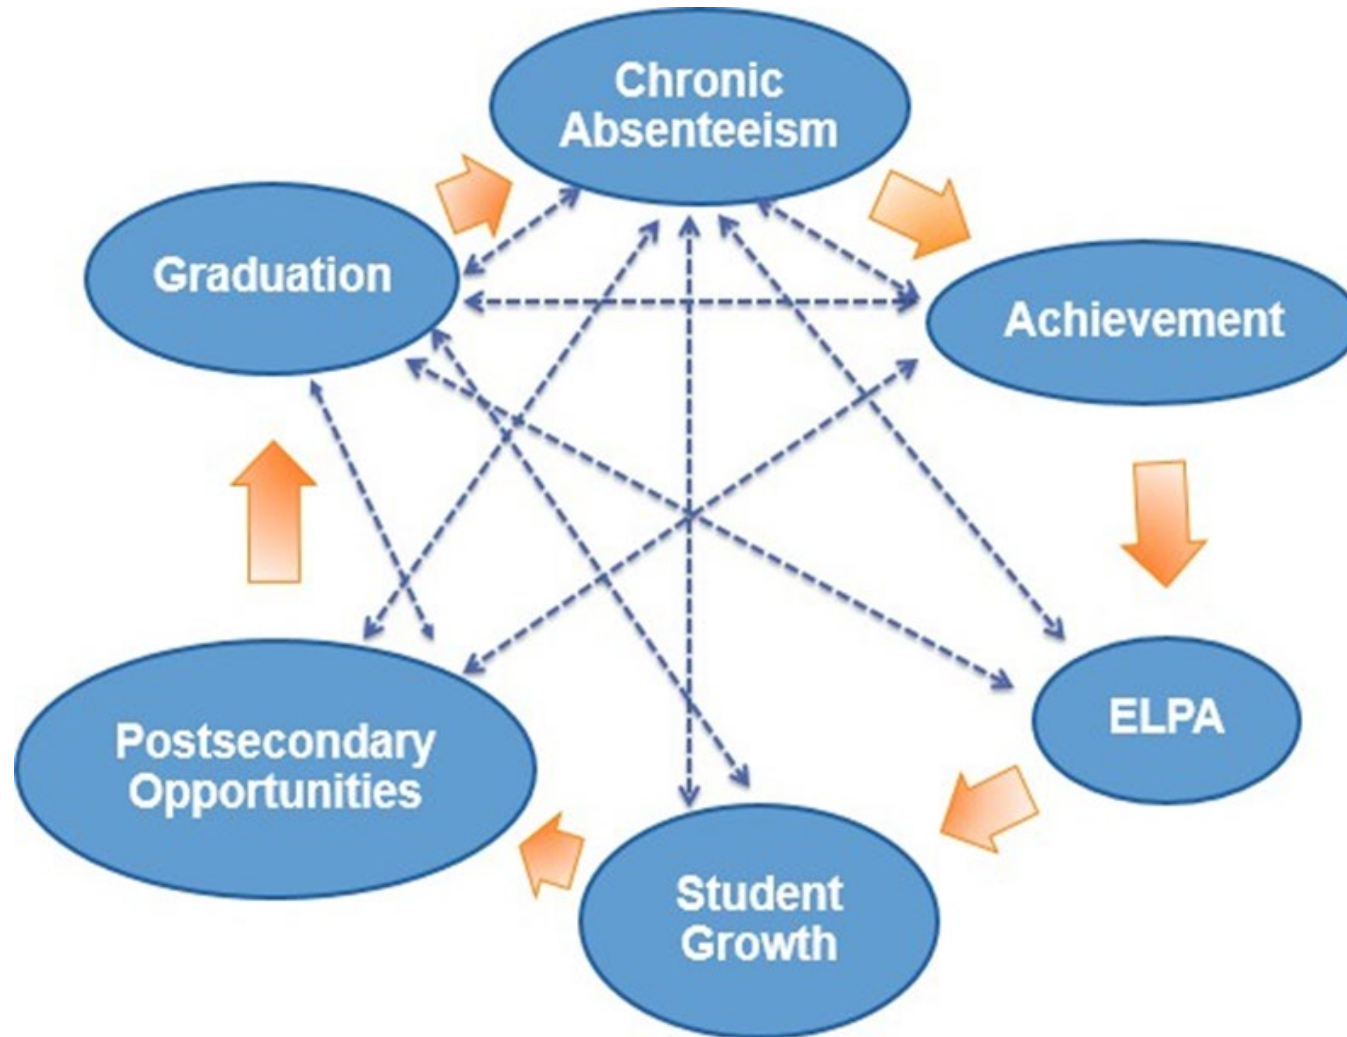 Chronic
Absenteeism
Graduation
Achievement
ELPA
Postsecondary
Opportunities
Student
Growth